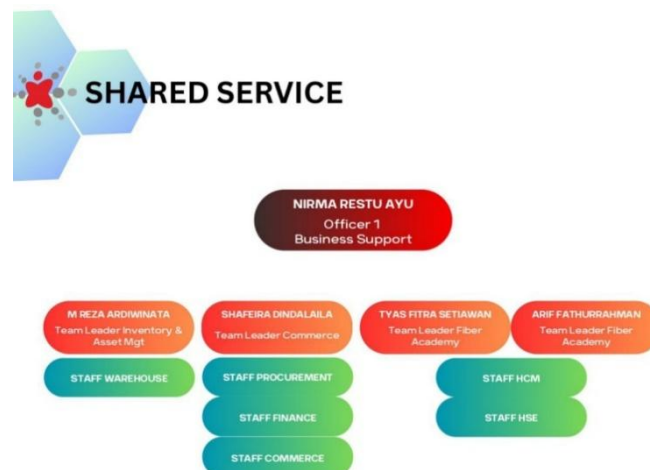 SHARED SERVICE
NIRMA RESTU AYU
Officer 1
Business Support
M REZA ARDIWINATA
Team Leader Inventory &
Asset Mgt
SHAFEIRA DINDALAILA
Team Leader Commerce
TYAS FITRA SETIAWAN
Team Leader Fiber
Academy
ARIF FATHURRAHMAN
Team Leader Fiber
Academy
STAFF WAREHOUSE
STAFF PROCUREMENT
STAFF FINANCE
STAFF COMMERCE
STAFF HCM
STAFF HSE